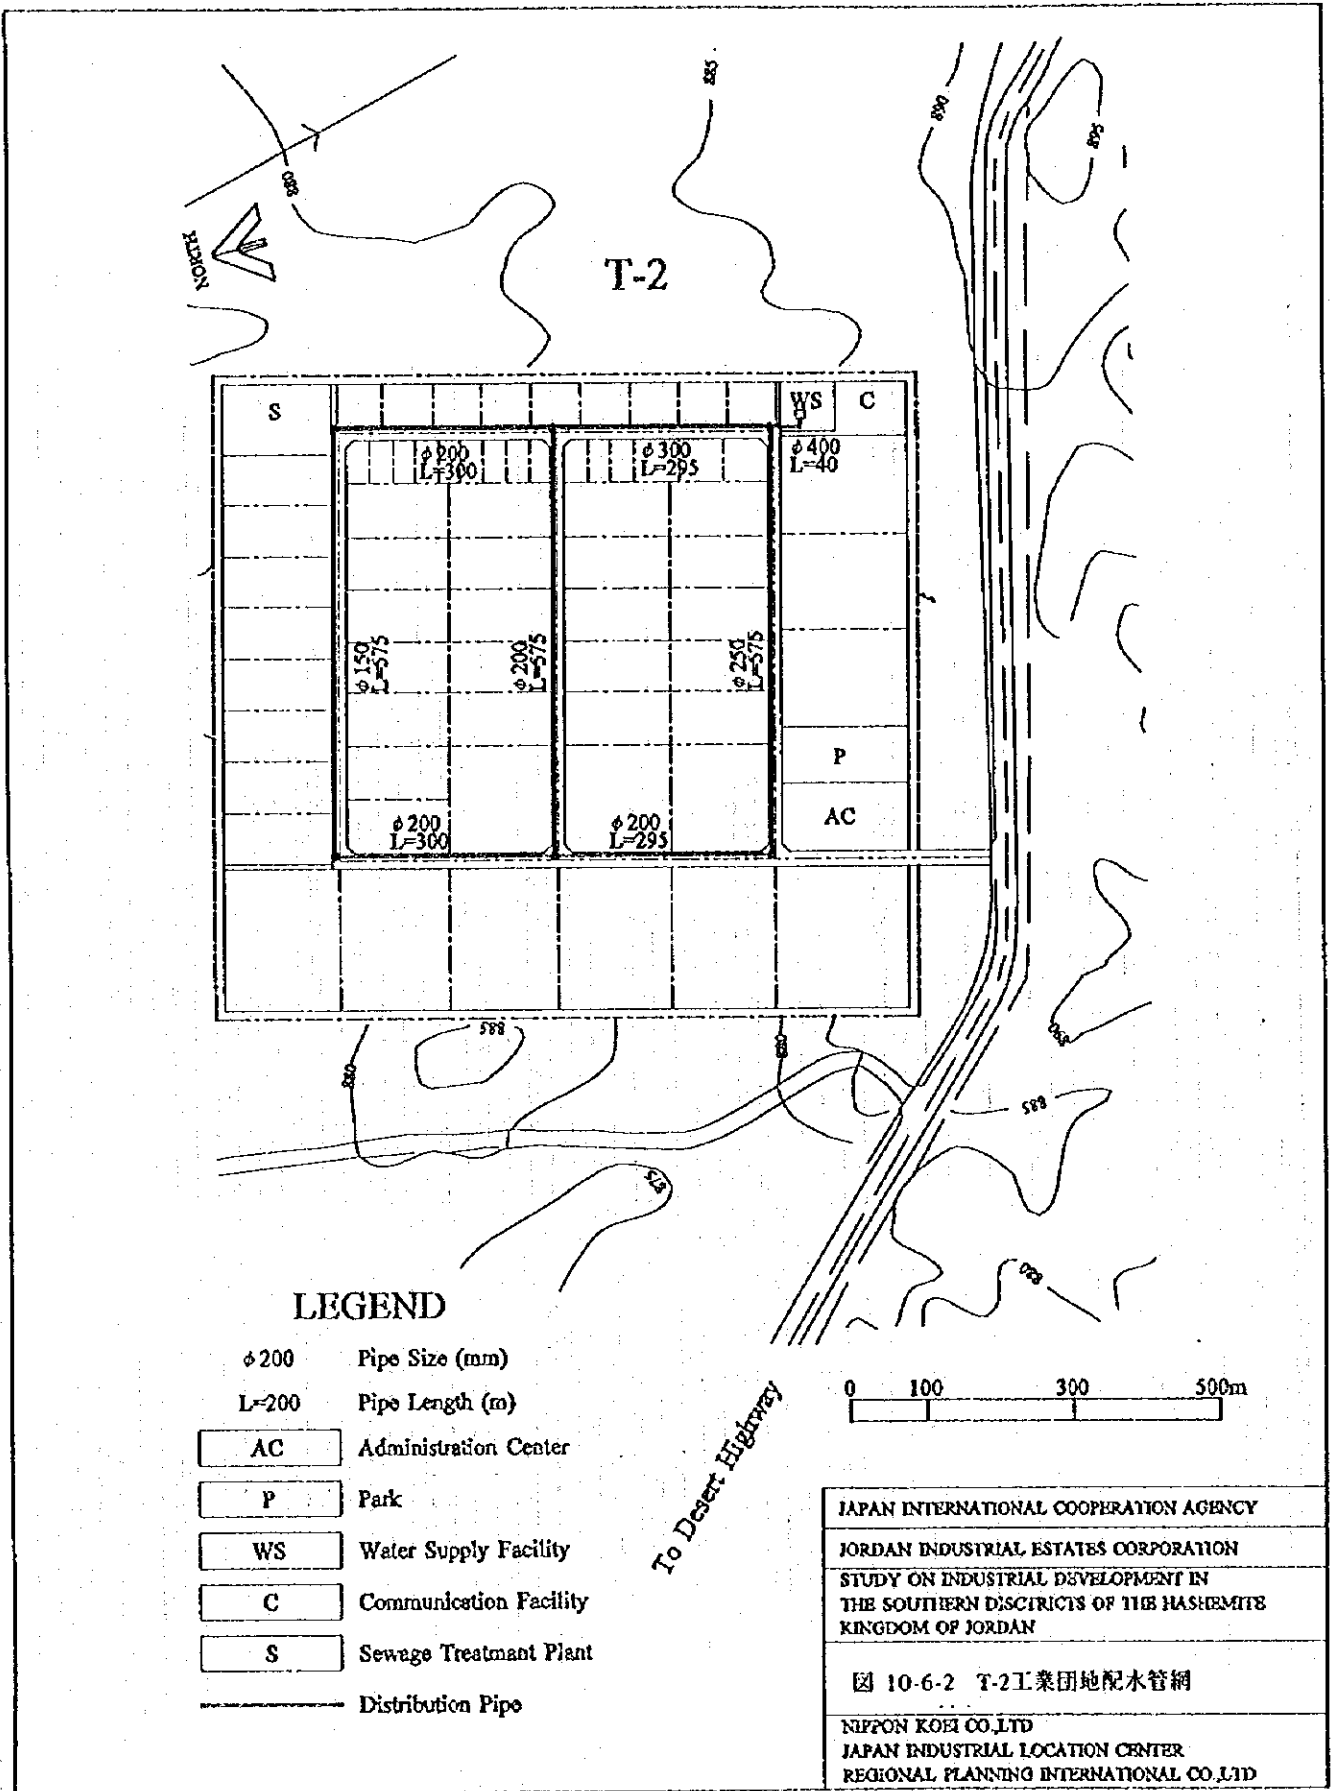 885
890
895
880
NORTH
T-2
S
WS
C
φ200
L=300
φ300
L=295
φ400
L=40
φ150
L=575
φ200
L=575
φ250
L=575
P
AC
φ200
L=300
φ200
L=295
885
880
880
890
885
875
880
LEGEND
φ200 Pipe Size (mm)
L=200 Pipe Length (m)
AC Administration Center
P Park
WS Water Supply Facility
C Communication Facility
S Sewage Treatmant Plant
Distribution Pipe
To Desert Highway
0 100 300 500m
JAPAN INTERNATIONAL COOPERATION AGENCY
JORDAN INDUSTRIAL ESTATES CORPORATION
STUDY ON INDUSTRIAL DEVELOPMENT IN
THE SOUTHERN DISCTRICTS OF THE HASHEMITE
KINGDOM OF JORDAN
図 10-6-2 T-2工業団地配水管網
NIPPON KOEI CO.,LTD
JAPAN INDUSTRIAL LOCATION CENTER
REGIONAL PLANNING INTERNATIONAL CO.,LTD